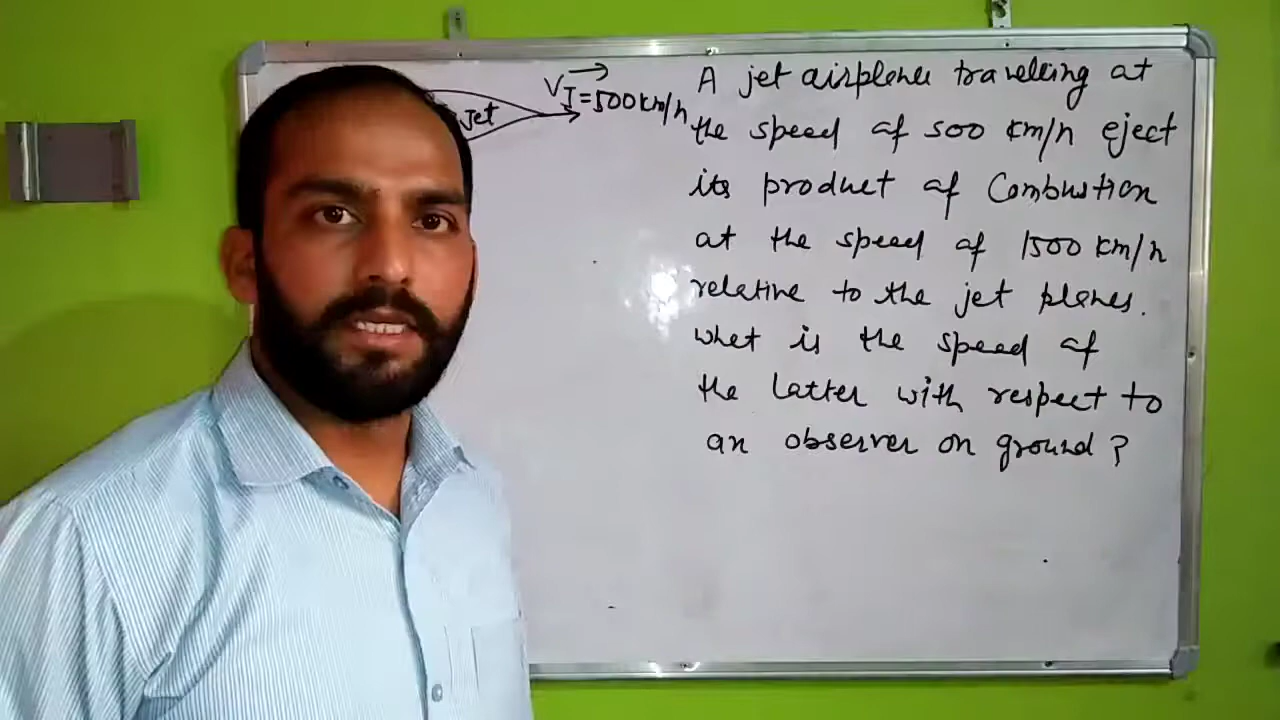 Jet
VJ=500km/h
A jet airplane travelling at
the speed of 500 km/h eject
its product of Combustion
at the speed of 1500 km/h
relative to the jet planes.
what is the speed of
the latter with respect to
an observer on ground?